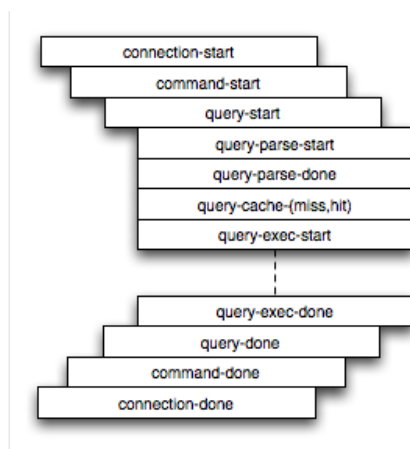 connection-start
command-start
query-start
query-parse-start
query-parse-done
query-cache-{miss,hit)
query-exec-start
query-exec-done
query-done
command-done
connection-done